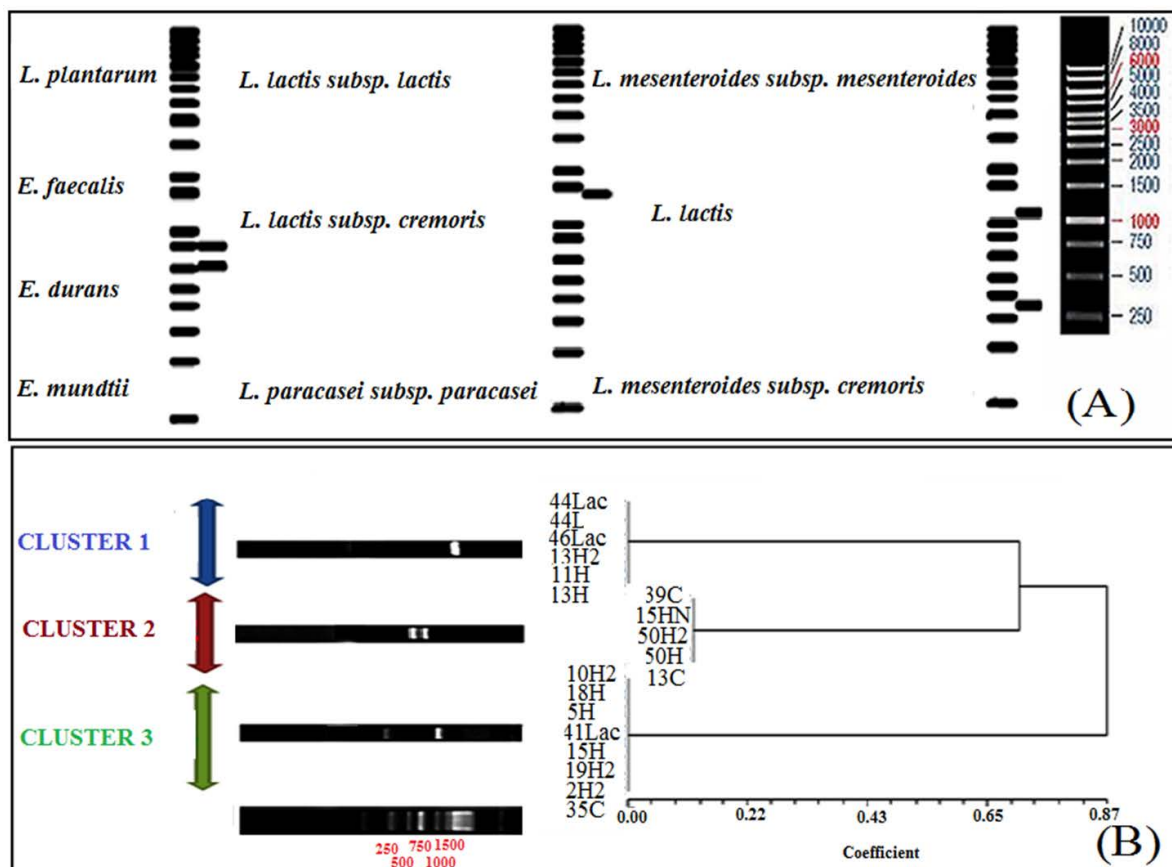 L. plantarum
E. faecalis
E. durans
E. mundtii
L. lactis subsp. lactis
L. lactis subsp. cremoris
L. paracasei subsp. paracasei
L. mesenteroides subsp. mesenteroides
L. lactis
L. mesenteroides subsp. cremoris
10000
8000
6000
5000
4000
3500
3000
2500
2000
1500
1000
750
500
250
(A)
CLUSTER 1
CLUSTER 2
CLUSTER 3
250 750 1500
500 1000
44Lac
44L
46Lac
13H2
11H
13H
39C
15HN
50H2
50H
13C
10H2
18H
5H
41Lac
15H
19H2
2H2
35C
0.00 0.22 0.43 0.65 0.87
Coefficient
(B)